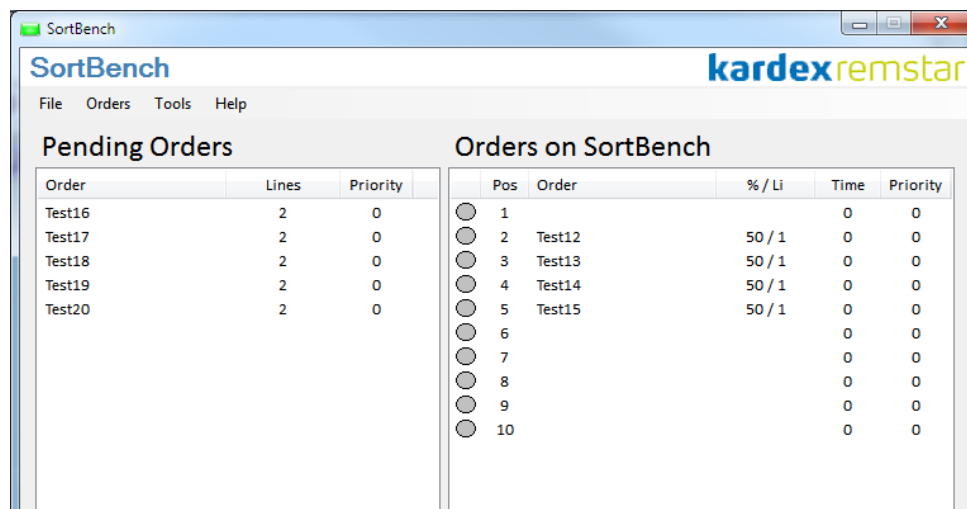 SortBench
SortBench kardexremstar
File Orders Tools Help
Pending Orders
Order Lines Priority
Test16 2 0
Test17 2 0
Test18 2 0
Test19 2 0
Test20 2 0
Orders on SortBench
Pos Order % / Li Time Priority
1 0 0
2 Test12 50 / 1 0 0
3 Test13 50 / 1 0 0
4 Test14 50 / 1 0 0
5 Test15 50 / 1 0 0
6 0 0
7 0 0
8 0 0
9 0 0
10 0 0